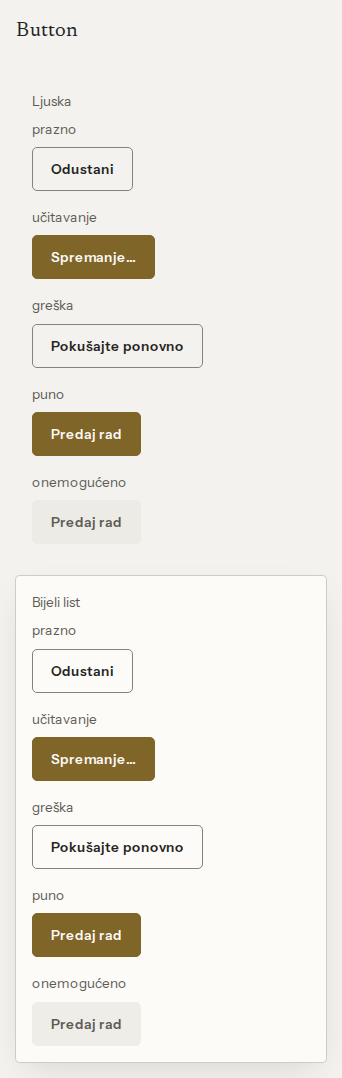 Button
Ljuska
prazno
Odustani
učitavanje
Spremanje…
greška
Pokušajte ponovno
puno
Predaj rad
onemogućeno
Predaj rad
Bijeli list
prazno
Odustani
učitavanje
Spremanje…
greška
Pokušajte ponovno
puno
Predaj rad
onemogućeno
Predaj rad